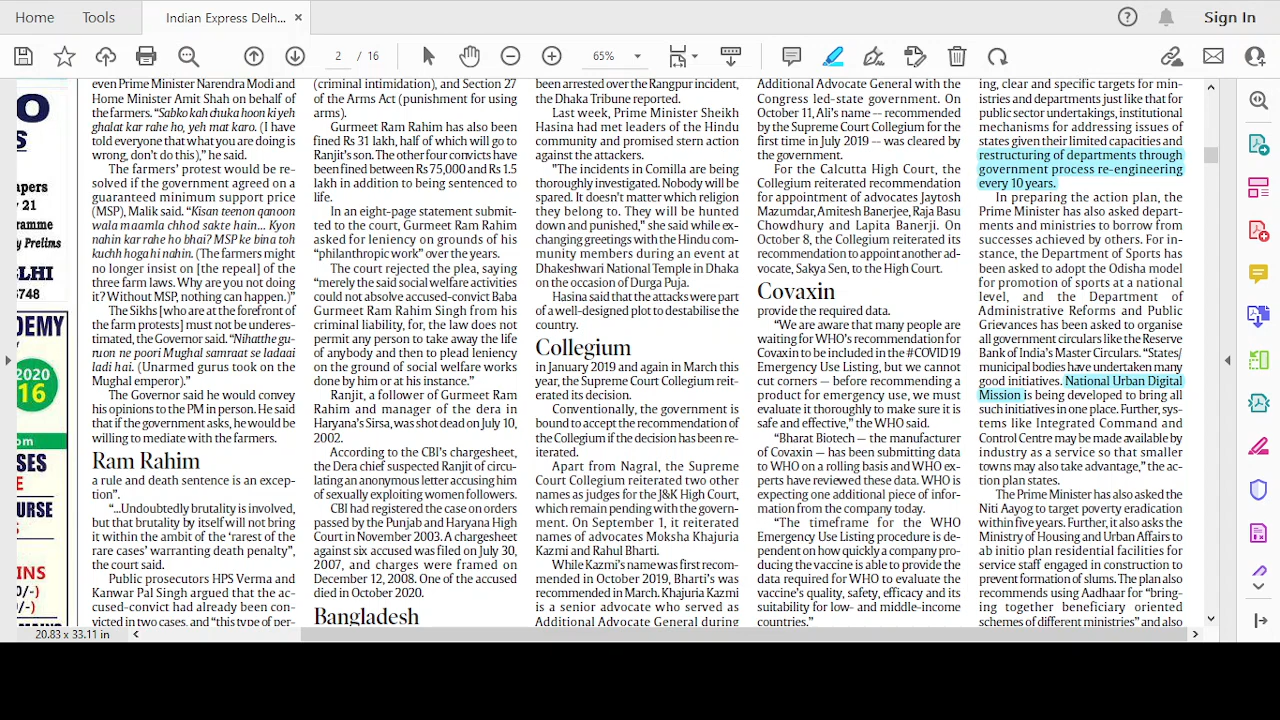 Home
Tools
Indian Express Delh...
Sign In
2 / 16
65%
O
S
apers
21
ramme
y Prelims
LHI
5748
DEMY
2020
16
om
SES
E
URSE
INS
0/-)
0/-)
even Prime Minister Narendra Modi and
Home Minister Amit Shah on behalf of
the farmers. “Sabko kah chuka hoon ki yeh
ghalat kar rahe ho, yeh mat karo. (I have
told everyone that what you are doing is
wrong, don’t do this),” he said.
The farmers’ protest would be re-
solved if the government agreed on a
guaranteed minimum support price
(MSP), Malik said. “Kisan teenon qanoon
wala maamla chhod sakte hain... Kyon
nahin kar rahe ho bhai? MSP ke bina toh
kuchh hoga hi nahin. (The farmers might
no longer insist on [the repeal] of the
three farm laws. Why are you not doing
it? Without MSP, nothing can happen.)”
The Sikhs [who are at the forefront of
the farm protests] must not be underes-
timated, the Governor said. “Nihatthe gu-
ruon ne poori Mughal samraat se ladaai
ladi hai. (Unarmed gurus took on the
Mughal emperor).”
The Governor said he would convey
his opinions to the PM in person. He said
that if the government asks, he would be
willing to mediate with the farmers.
Ram Rahim
a rule and death sentence is an excep-
tion”.
“...Undoubtedly brutality is involved,
but that brutality by itself will not bring
it within the ambit of the ‘rarest of the
rare cases’ warranting death penalty”,
the court said.
Public prosecutors HPS Verma and
Kanwar Pal Singh argued that the ac-
cused-convict had already been con-
victed in two cases, and “this type of per-
(criminal intimidation), and Section 27
of the Arms Act (punishment for using
arms).
Gurmeet Ram Rahim has also been
fined Rs 31 lakh, half of which will go to
Ranjit’s son. The other four convicts have
been fined between Rs 75,000 and Rs 1.5
lakh in addition to being sentenced to
life.
In an eight-page statement submit-
ted to the court, Gurmeet Ram Rahim
asked for leniency on grounds of his
“philanthropic work” over the years.
The court rejected the plea, saying
“merely the said social welfare activities
could not absolve accused-convict Baba
Gurmeet Ram Rahim Singh from his
criminal liability, for, the law does not
permit any person to take away the life
of anybody and then to plead leniency
on the ground of social welfare works
done by him or at his instance.”
Ranjit, a follower of Gurmeet Ram
Rahim and manager of the dera in
Haryana’s Sirsa, was shot dead on July 10,
2002.
According to the CBI’s chargesheet,
the Dera chief suspected Ranjit of circu-
lating an anonymous letter accusing him
of sexually exploiting women followers.
CBI had registered the case on orders
passed by the Punjab and Haryana High
Court in November 2003. A chargesheet
against six accused was filed on July 30,
2007, and charges were framed on
December 12, 2008. One of the accused
died in October 2020.
Bangladesh
been arrested over the Rangpur incident,
the Dhaka Tribune reported.
Last week, Prime Minister Sheikh
Hasina had met leaders of the Hindu
community and promised stern action
against the attackers.
"The incidents in Comilla are being
thoroughly investigated. Nobody will be
spared. It doesn’t matter which religion
they belong to. They will be hunted
down and punished," she said while ex-
changing greetings with the Hindu com-
munity members during an event at
Dhakeshwari National Temple in Dhaka
on the occasion of Durga Puja.
Hasina said that the attacks were part
of a well-designed plot to destabilise the
country.
Collegium
in January 2019 and again in March this
year, the Supreme Court Collegium reit-
erated its decision.
Conventionally, the government is
bound to accept the recommendation of
the Collegium if the decision has been re-
iterated.
Apart from Nagral, the Supreme
Court Collegium reiterated two other
names as judges for the J&K High Court,
which remain pending with the govern-
ment. On September 1, it reiterated
names of advocates Moksha Khajuria
Kazmi and Rahul Bharti.
While Kazmi’s name was first recom-
mended in October 2019, Bharti’s was
recommended in March. Khajuria Kazmi
is a senior advocate who served as
Additional Advocate General during
Additional Advocate General with the
Congress led-state government. On
October 11, Ali’s name –- recommended
by the Supreme Court Collegium for the
first time in July 2019 –- was cleared by
the government.
For the Calcutta High Court, the
Collegium reiterated recommendation
for appointment of advocates Jaytosh
Mazumdar, Amitesh Banerjee, Raja Basu
Chowdhury and Lapita Banerji. On
October 8, the Collegium reiterated its
recommendation to appoint another ad-
vocate, Sakya Sen, to the High Court.
Covaxin
provide the required data.
“We are aware that many people are
waiting for WHO’s recommendation for
Covaxin to be included in the #COVID19
Emergency Use Listing, but we cannot
cut corners — before recommending a
product for emergency use, we must
evaluate it thoroughly to make sure it is
safe and effective,” the WHO said.
“Bharat Biotech — the manufacturer
of Covaxin — has been submitting data
to WHO on a rolling basis and WHO ex-
perts have reviewed these data. WHO is
expecting one additional piece of infor-
mation from the company today.
“The timeframe for the WHO
Emergency Use Listing procedure is de-
pendent on how quickly a company pro-
ducing the vaccine is able to provide the
data required for WHO to evaluate the
vaccine’s quality, safety, efficacy and its
suitability for low- and middle-income
countries.”
ing, clear and specific targets for min-
istries and departments just like that for
public sector undertakings, institutional
mechanisms for addressing issues of
states given their limited capacities and
restructuring of departments through
government process re-engineering
every 10 years.
In preparing the action plan, the
Prime Minister has also asked depart-
ments and ministries to borrow from
successes achieved by others. For in-
stance, the Department of Sports has
been asked to adopt the Odisha model
for promotion of sports at a national
level, and the Department of
Administrative Reforms and Public
Grievances has been asked to organise
all government circulars like the Reserve
Bank of India’s Master Circulars. “States/
municipal bodies have undertaken many
good initiatives. National Urban Digital
Mission is being developed to bring all
such initiatives in one place. Further, sys-
tems like Integrated Command and
Control Centre may be made available by
industry as a service so that smaller
towns may also take advantage,” the ac-
tion plan states.
The Prime Minister has also asked the
Niti Aayog to target poverty eradication
within five years. Further, it also asks the
Ministry of Housing and Urban Affairs to
ab initio plan residential facilities for
service staff engaged in construction to
prevent formation of slums. The plan also
recommends using Aadhaar for “bring-
ing together beneficiary oriented
schemes of different ministries” and also
20.83 x 33.11 in